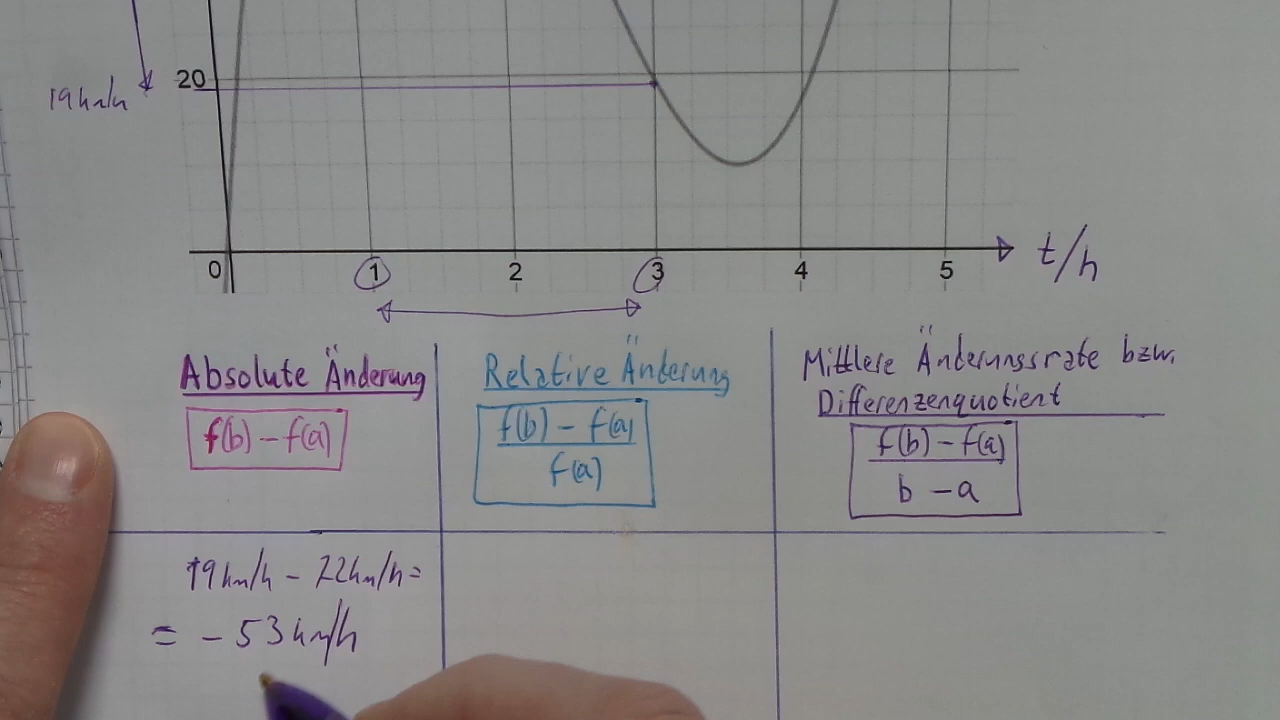 20
19km/h
0 1 2 3 4 5
t/h
Absolute Änderung
f(b) - f(a)
Relative Änderung
f(b) - f(a)
f(a)
Mittlere Änderungsrate bzw.
Differenzenquotient
f(b) - f(a)
b - a
19km/h - 72km/h =
= - 53km/h